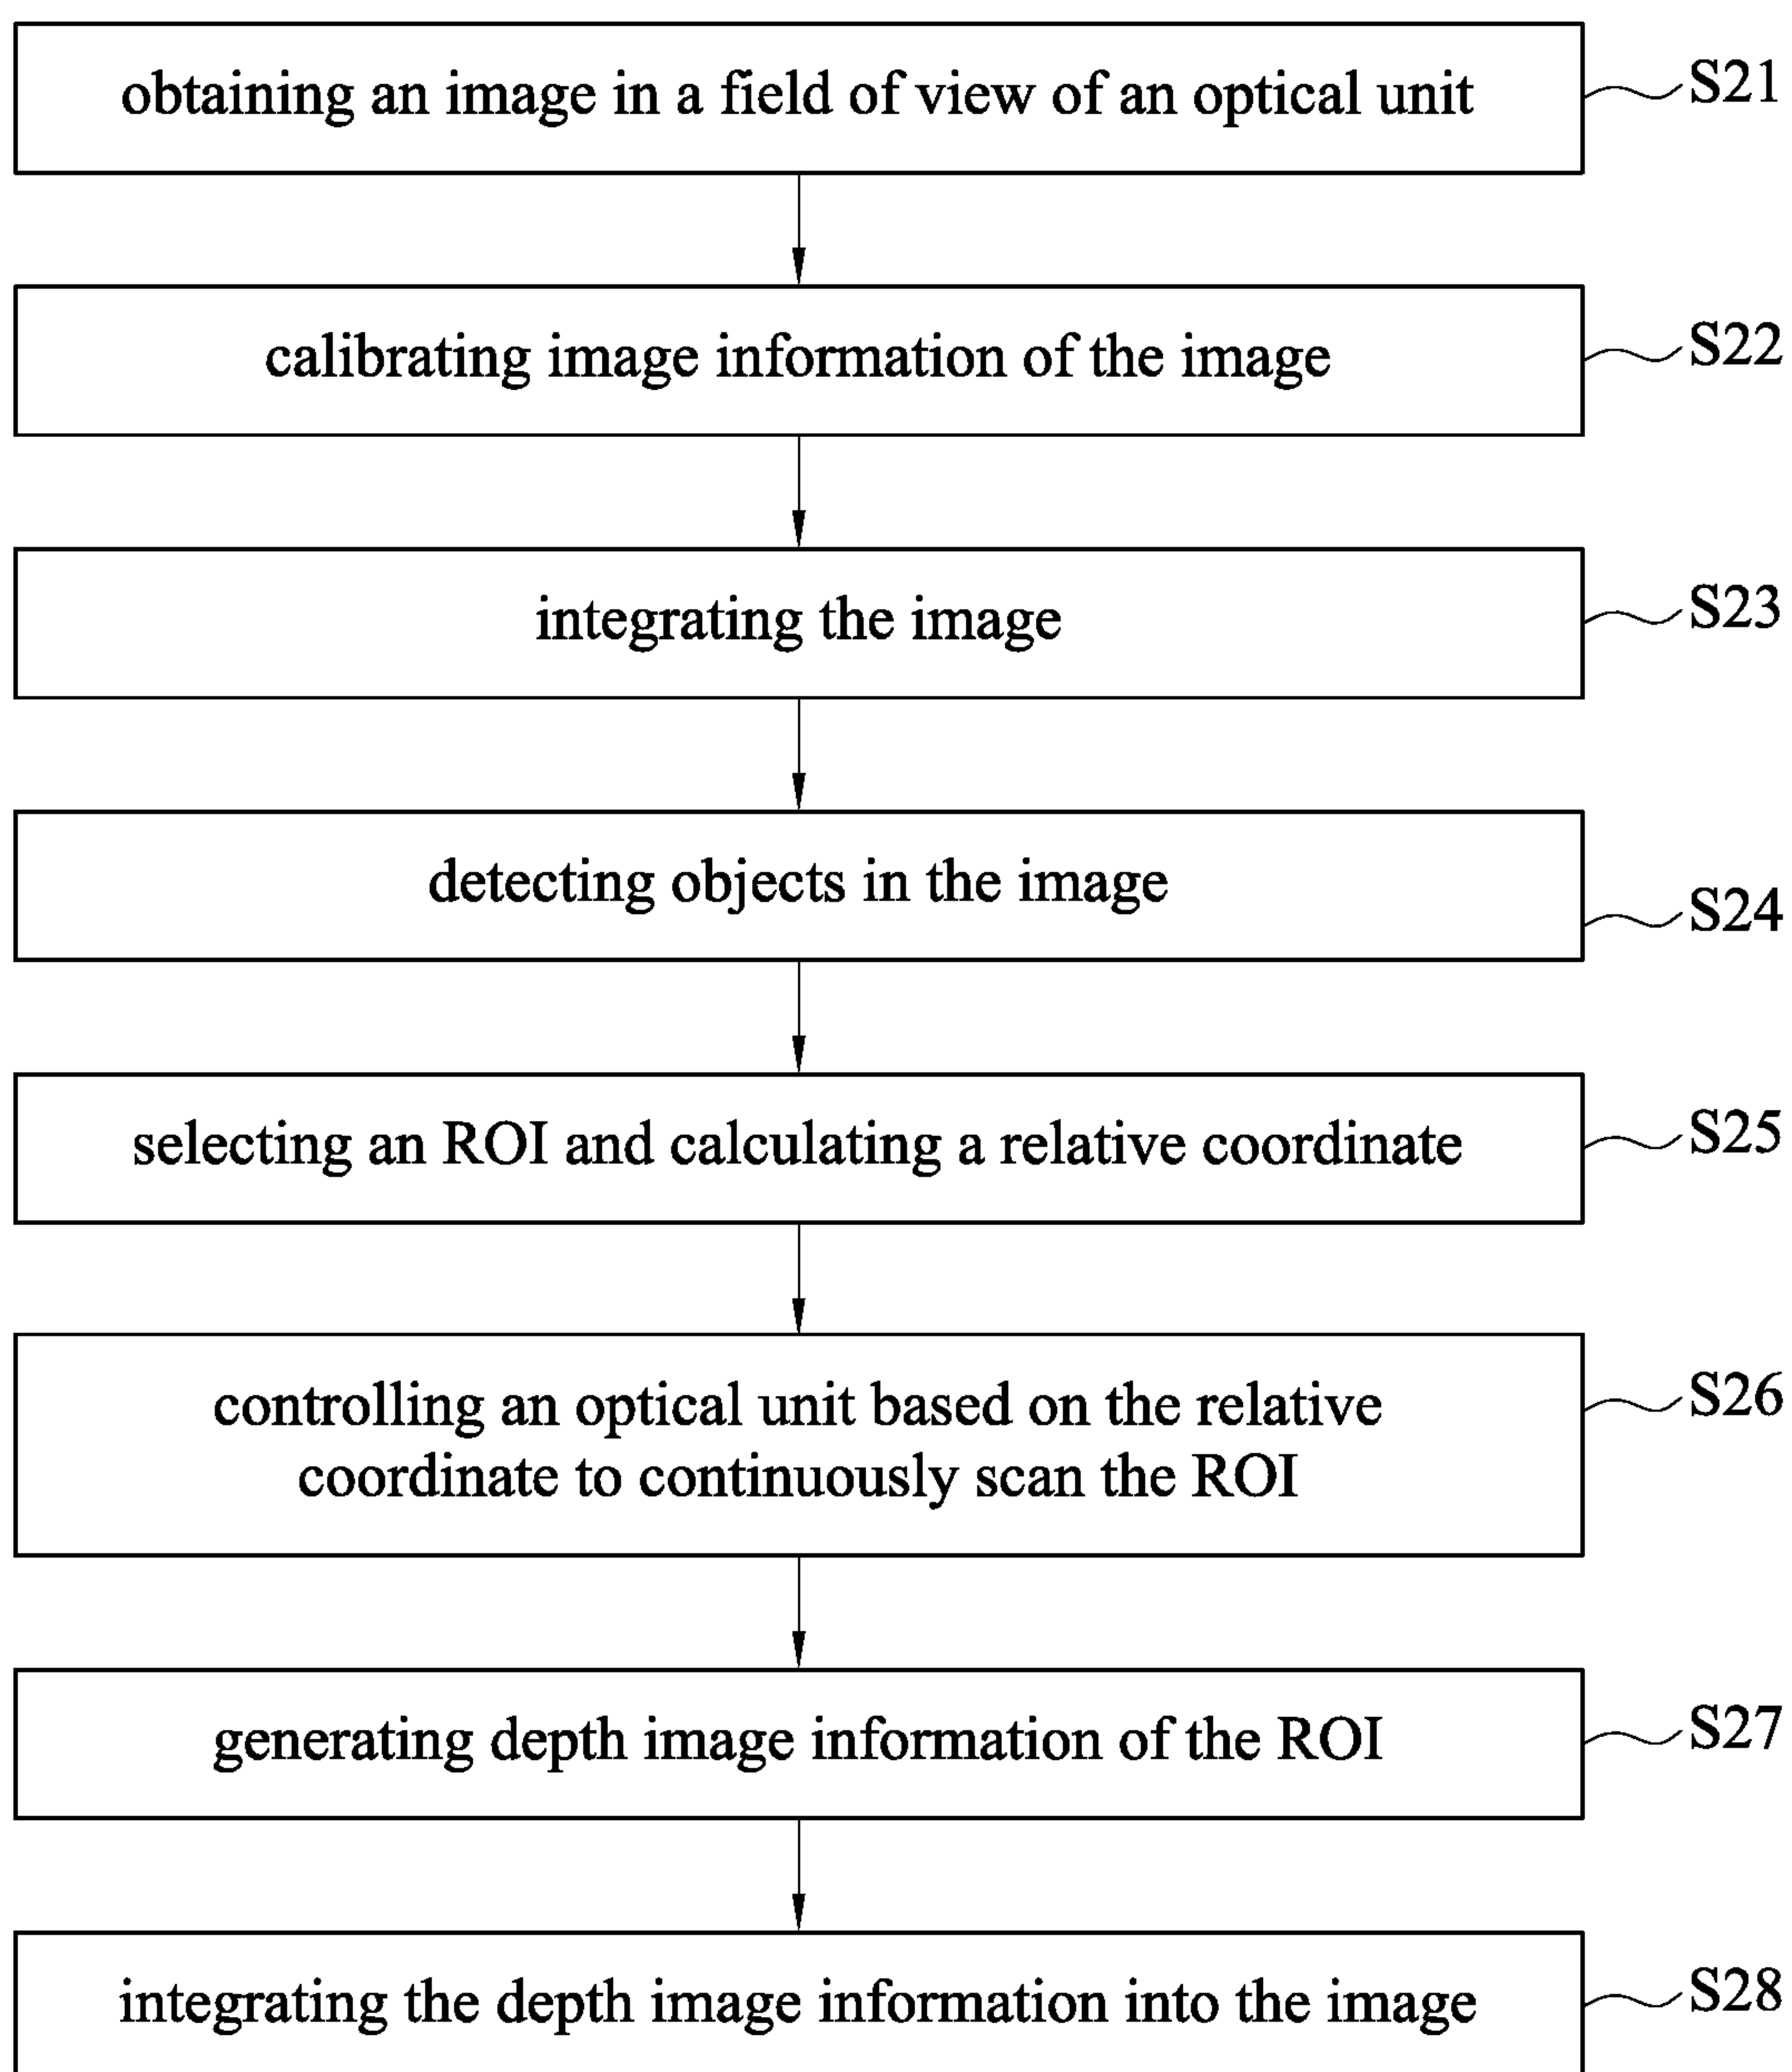 obtaining an image in a field of view of an optical unit
S21
calibrating image information of the image
S22
integrating the image
S23
detecting objects in the image
S24
selecting an ROI and calculating a relative coordinate
S25
controlling an optical unit based on the relative
coordinate to continuously scan the ROI
S26
generating depth image information of the ROI
S27
integrating the depth image information into the image
S28